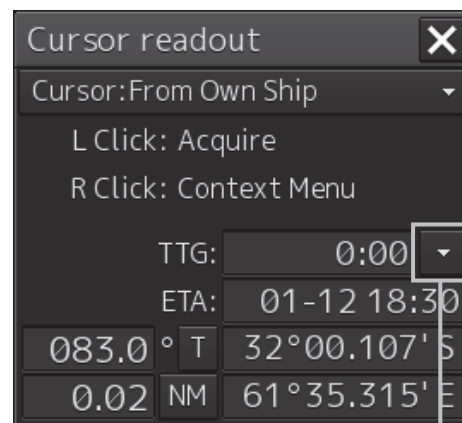 Cursor readout
Cursor:From Own Ship
L Click: Acquire
R Click: Context Menu
TTG: 0:00
ETA: 01-12 18:30
083.0 ° T 32°00.107' S
0.02 NM 61°35.315' E